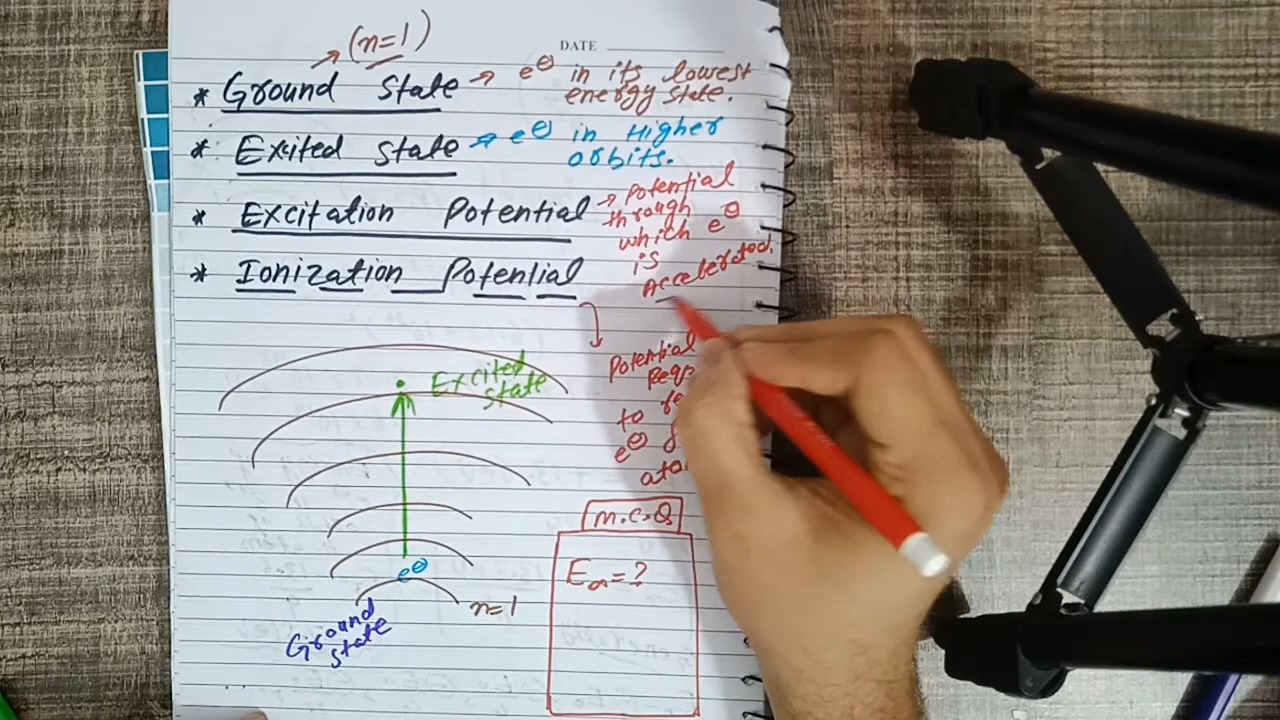 (n=1)
DATE
* Ground State → e⊖ in its lowest
energy state.
* Excited state → e⊖ in Higher
orbits.
* Excitation Potential → Potential
through
which e⊖
is
Accelerated.
* Ionization Potential
Potential
to
e⊖
Excited
state
M.C.Q
E∞=?
e⊖
n=1
Ground
state